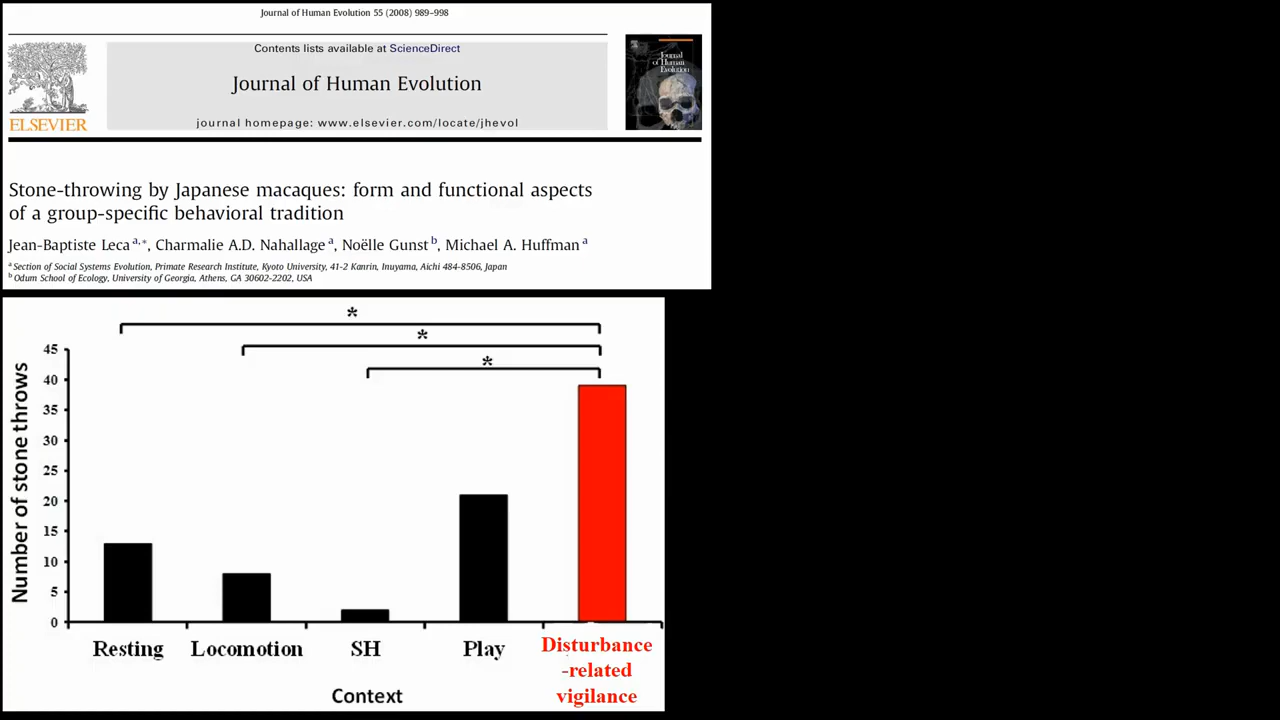 Journal of Human Evolution 55 (2008) 989–998
Contents lists available at ScienceDirect
Journal of Human Evolution
journal homepage: www.elsevier.com/locate/jhevol
ELSEVIER
Journal
of Human
Evolution
Stone-throwing by Japanese macaques: form and functional aspects
of a group-specific behavioral tradition
Jean-Baptiste Leca a,*, Charmalie A.D. Nahallage a, Noëlle Gunst b, Michael A. Huffman a
a Section of Social Systems Evolution, Primate Research Institute, Kyoto University, 41-2 Kanrin, Inuyama, Aichi 484-8506, Japan
b Odum School of Ecology, University of Georgia, Athens, GA 30602-2202, USA
*
*
*
Number of stone throws
45
40
35
30
25
20
15
10
5
0
Resting Locomotion SH Play Disturbance
-related
vigilance
Context